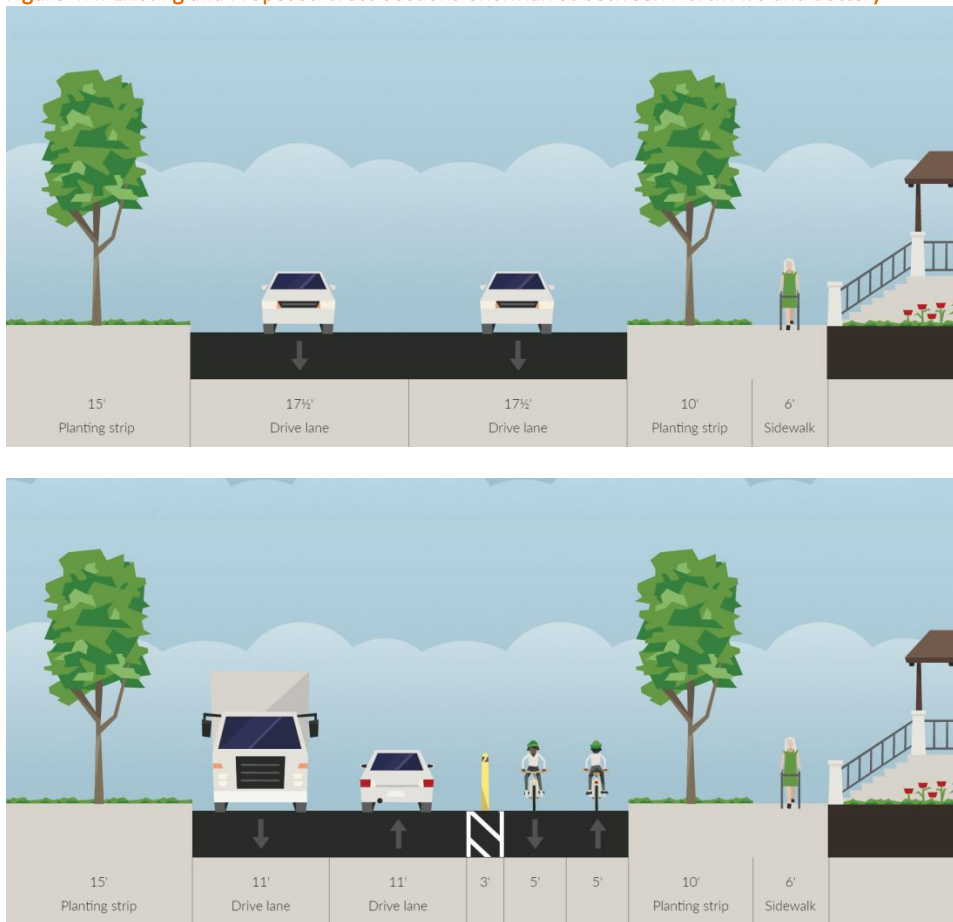 15'
Planting strip
17½'
Drive lane
17½'
Drive lane
10'
Planting strip
6'
Sidewalk
15'
Planting strip
11'
Drive lane
11'
Drive lane
3'
5'
5'
10'
Planting strip
6'
Sidewalk